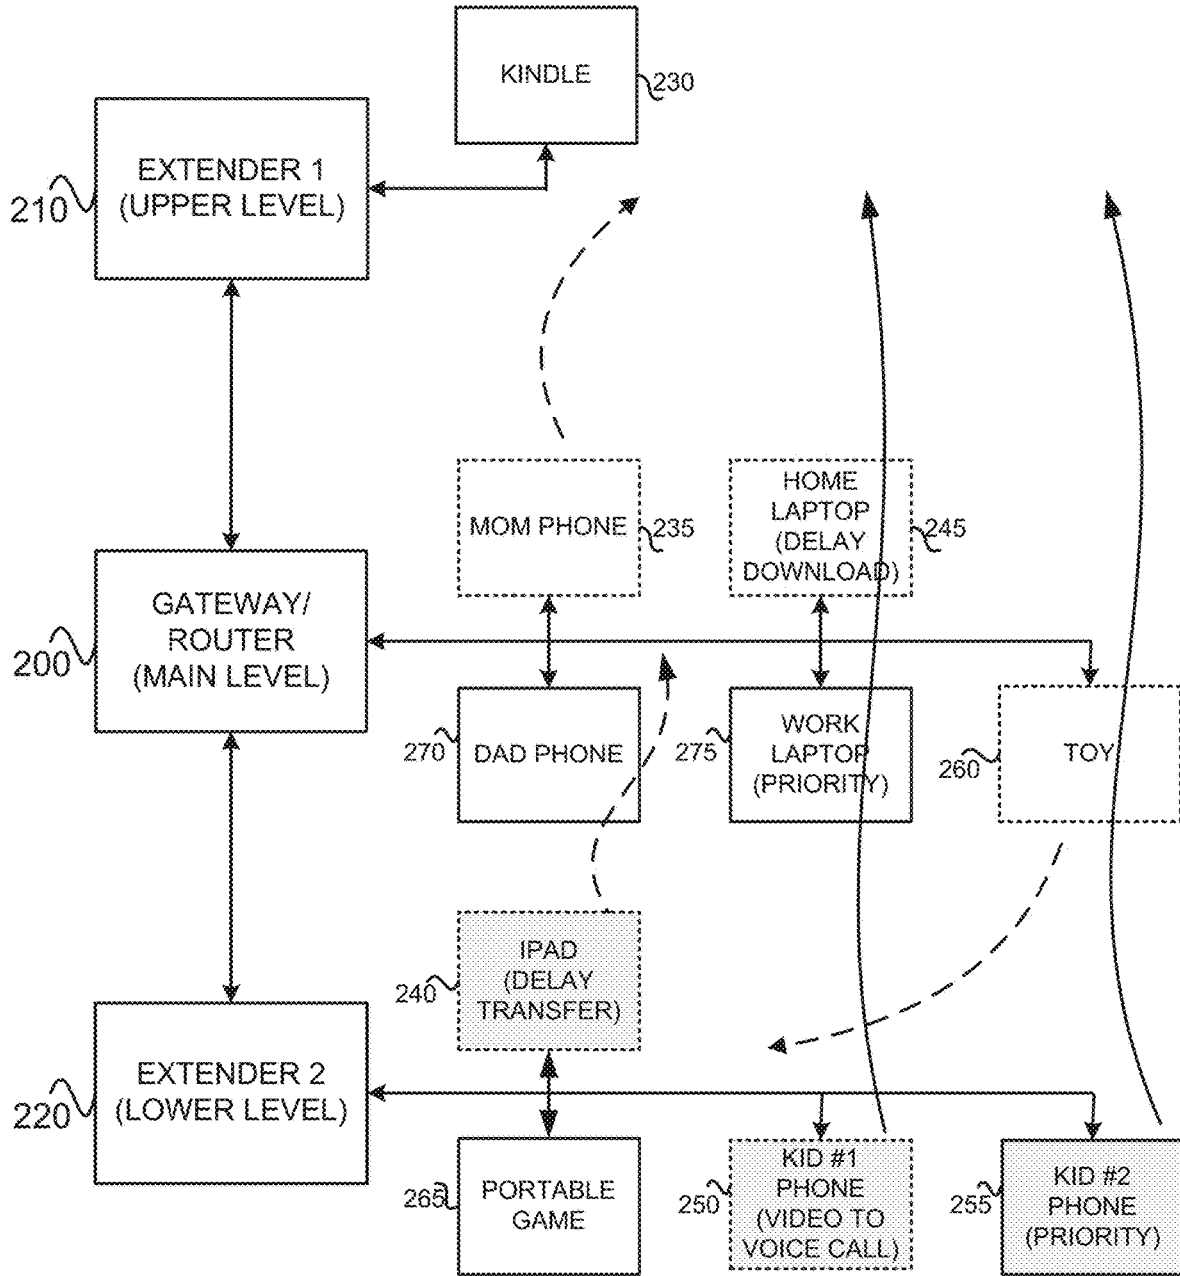 KINDLE
230
EXTENDER 1
(UPPER LEVEL)
210
MOM PHONE
235
HOME
LAPTOP
(DELAY
DOWNLOAD)
245
GATEWAY/
ROUTER
(MAIN LEVEL)
200
270
DAD PHONE
275
WORK
LAPTOP
(PRIORITY)
260
TOY
240
IPAD
(DELAY
TRANSFER)
EXTENDER 2
(LOWER LEVEL)
220
265
PORTABLE
GAME
250
KID #1
PHONE
(VIDEO TO
VOICE CALL)
255
KID #2
PHONE
(PRIORITY)